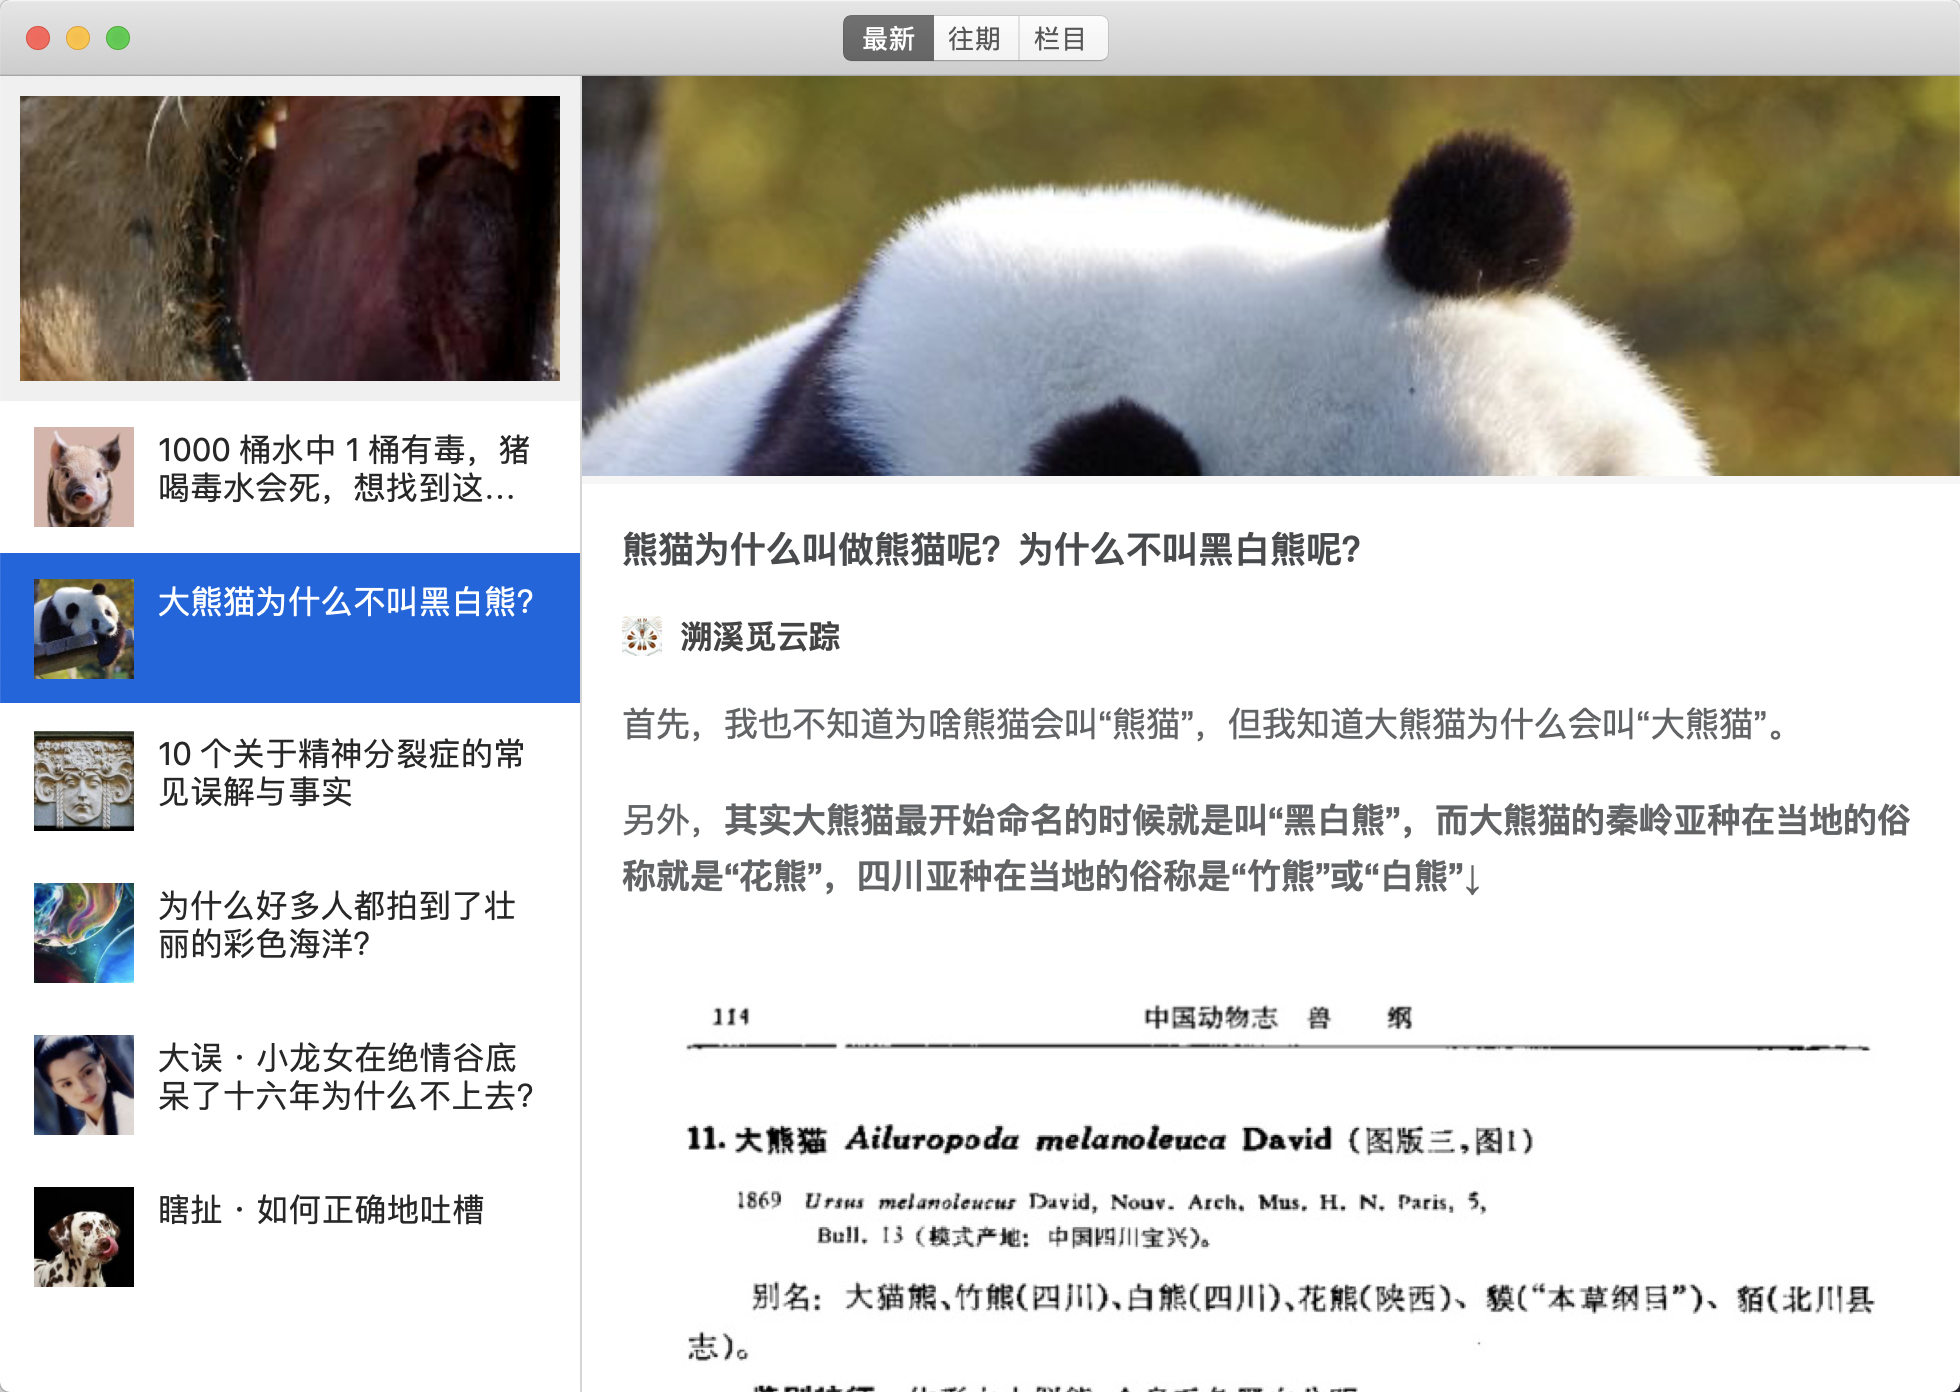 最新 往期 栏目
1000 桶水中 1 桶有毒，猪
喝毒水会死，想找到这...
大熊猫为什么不叫黑白熊？
10 个关于精神分裂症的常
见误解与事实
为什么好多人都拍到了壮
丽的彩色海洋？
大误 · 小龙女在绝情谷底
呆了十六年为什么不上去？
瞎扯 · 如何正确地吐槽
熊猫为什么叫做熊猫呢？为什么不叫黑白熊呢？
溯溪觅云踪
首先，我也不知道为啥熊猫会叫“熊猫”，但我知道大熊猫为什么会叫“大熊猫”。
另外，其实大熊猫最开始命名的时候就是叫“黑白熊”，而大熊猫的秦岭亚种在当地的俗
称就是“花熊”，四川亚种在当地的俗称是“竹熊”或“白熊”↓
114 中国动物志 兽 纲
11. 大熊猫 Ailuropoda melanoleuca David（图版三，图1）
1869 Ursus melanoleucus David, Nouv. Arch. Mus. H. N. Paris, 5,
Bull. 13（模式产地：中国四川宝兴）。
别名：大猫熊、竹熊(四川)、白熊(四川)、花熊(陕西)、貘(“本草纲目”)、貊(北川县
志)。